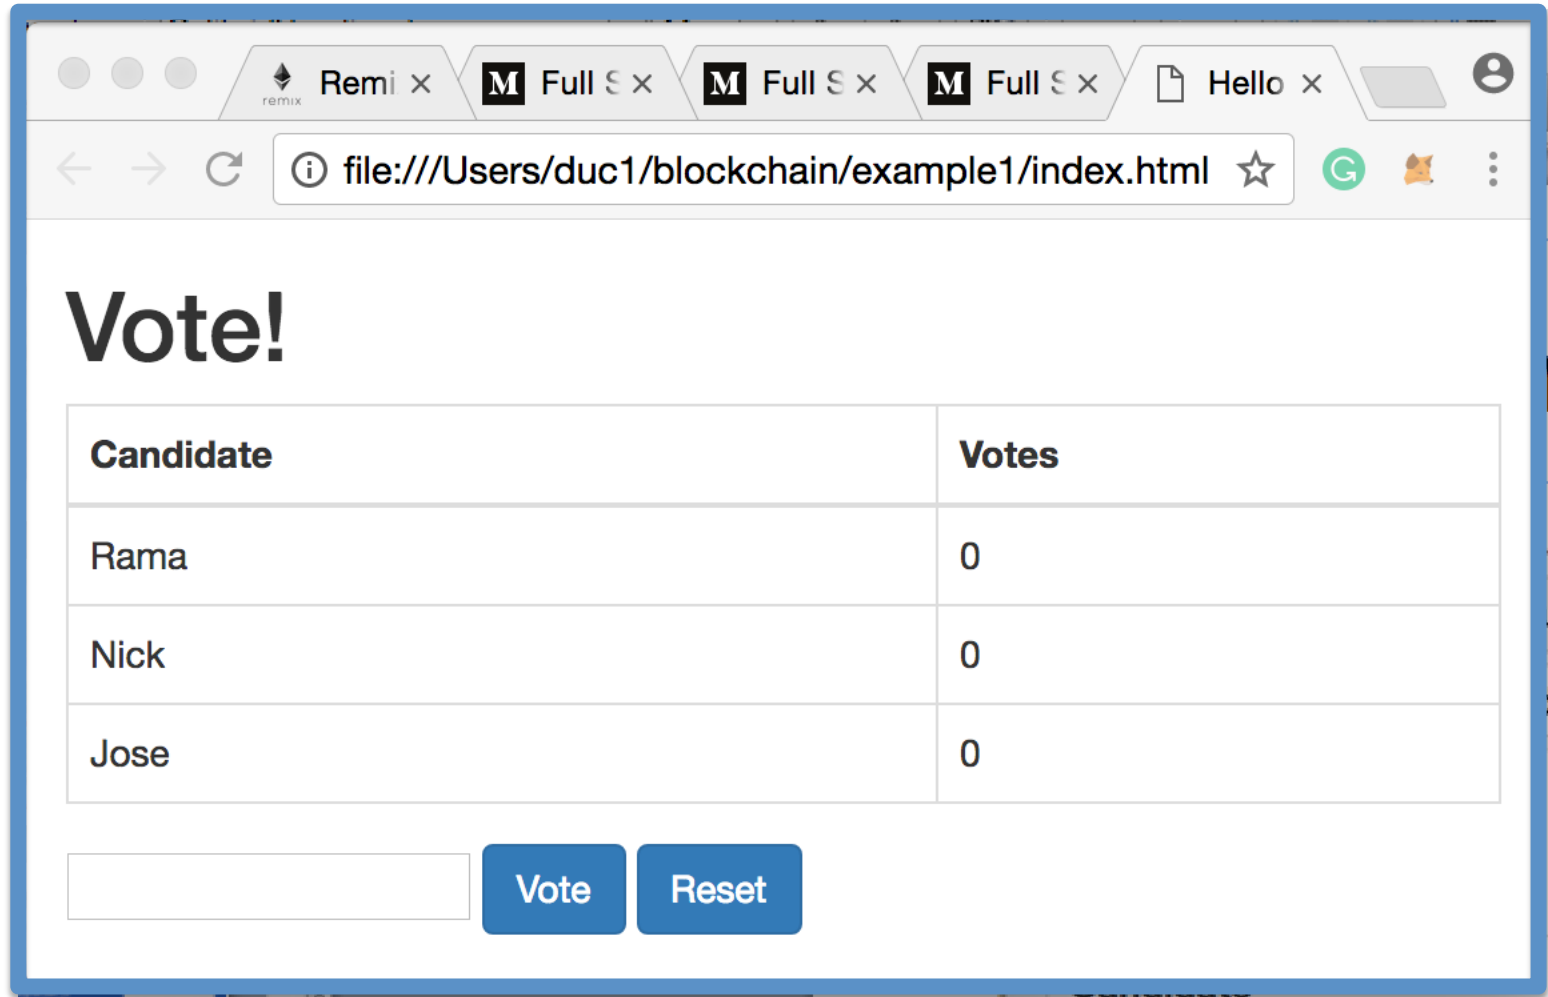 remix Remi Full S Full S Full S Hello
file:///Users/duc1/blockchain/example1/index.html
Vote!
Candidate Votes
Rama 0
Nick 0
Jose 0
Vote Reset